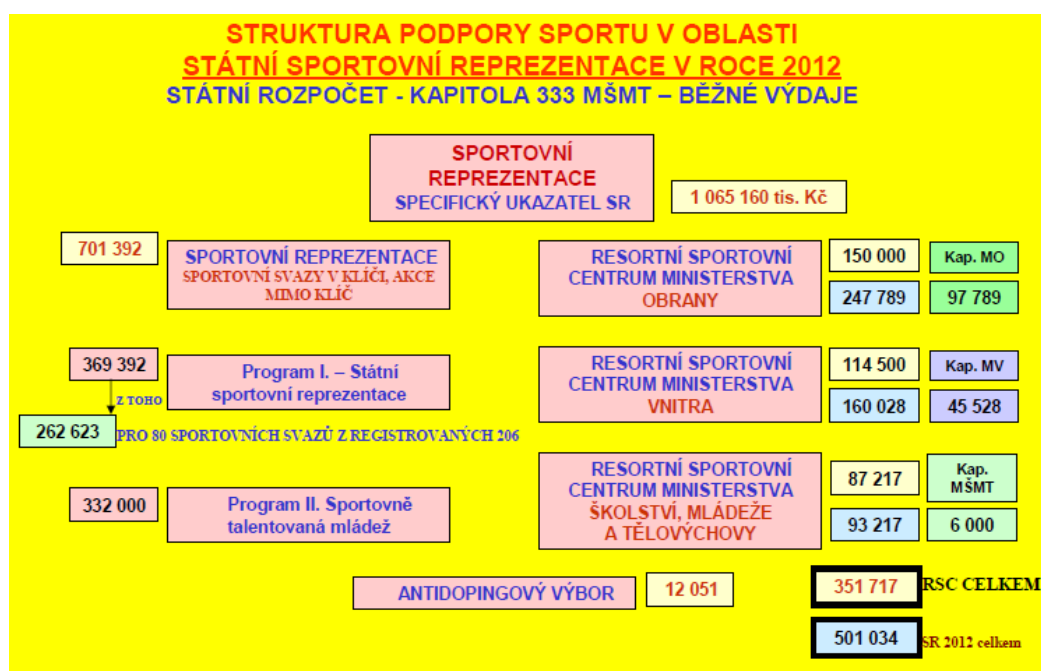 STRUKTURA PODPORY SPORTU V OBLASTI
STÁTNÍ SPORTOVNÍ REPREZENTACE V ROCE 2012
STÁTNÍ ROZPOČET - KAPITOLA 333 MŠMT – BĚŽNÉ VÝDAJE
SPORTOVNÍ
REPREZENTACE
SPECIFICKÝ UKAZATEL SR
1 065 160 tis. Kč
701 392
SPORTOVNÍ REPREZENTACE
SPORTOVNÍ SVAZY V KLÍČI, AKCE
MIMO KLÍČ
369 392
Z TOHO
Program I. – Státní
sportovní reprezentace
262 623
PRO 80 SPORTOVNÍCH SVAZŮ Z REGISTROVANÝCH 206
332 000
Program II. Sportovně
talentovaná mládež
RESORTNÍ SPORTOVNÍ
CENTRUM MINISTERSTVA
OBRANY
150 000
Kap. MO
247 789
97 789
RESORTNÍ SPORTOVNÍ
CENTRUM MINISTERSTVA
VNITRA
114 500
Kap. MV
160 028
45 528
RESORTNÍ SPORTOVNÍ
CENTRUM MINISTERSTVA
ŠKOLSTVÍ, MLÁDEŽE
A TĚLOVÝCHOVY
87 217
Kap.
MŠMT
93 217
6 000
ANTIDOPINGOVÝ VÝBOR
12 051
351 717
RSC CELKEM
501 034
SR 2012 celkem